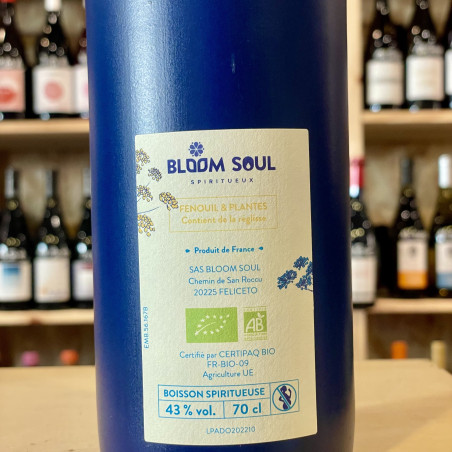 BLOOM SOUL
SPIRITUEUX
FENOUIL & PLANTES
Contient de la réglisse
Produit de France
SAS BLOOM SOUL
Chemin de San Roccu
20225 FELICETO
EMB 56.167B
AB
Certifié par CERTIPAQ BIO
FR-BIO-09
Agriculture UE
BOISSON SPIRITUEUSE
43 % vol.
70 cl
LPADO202210